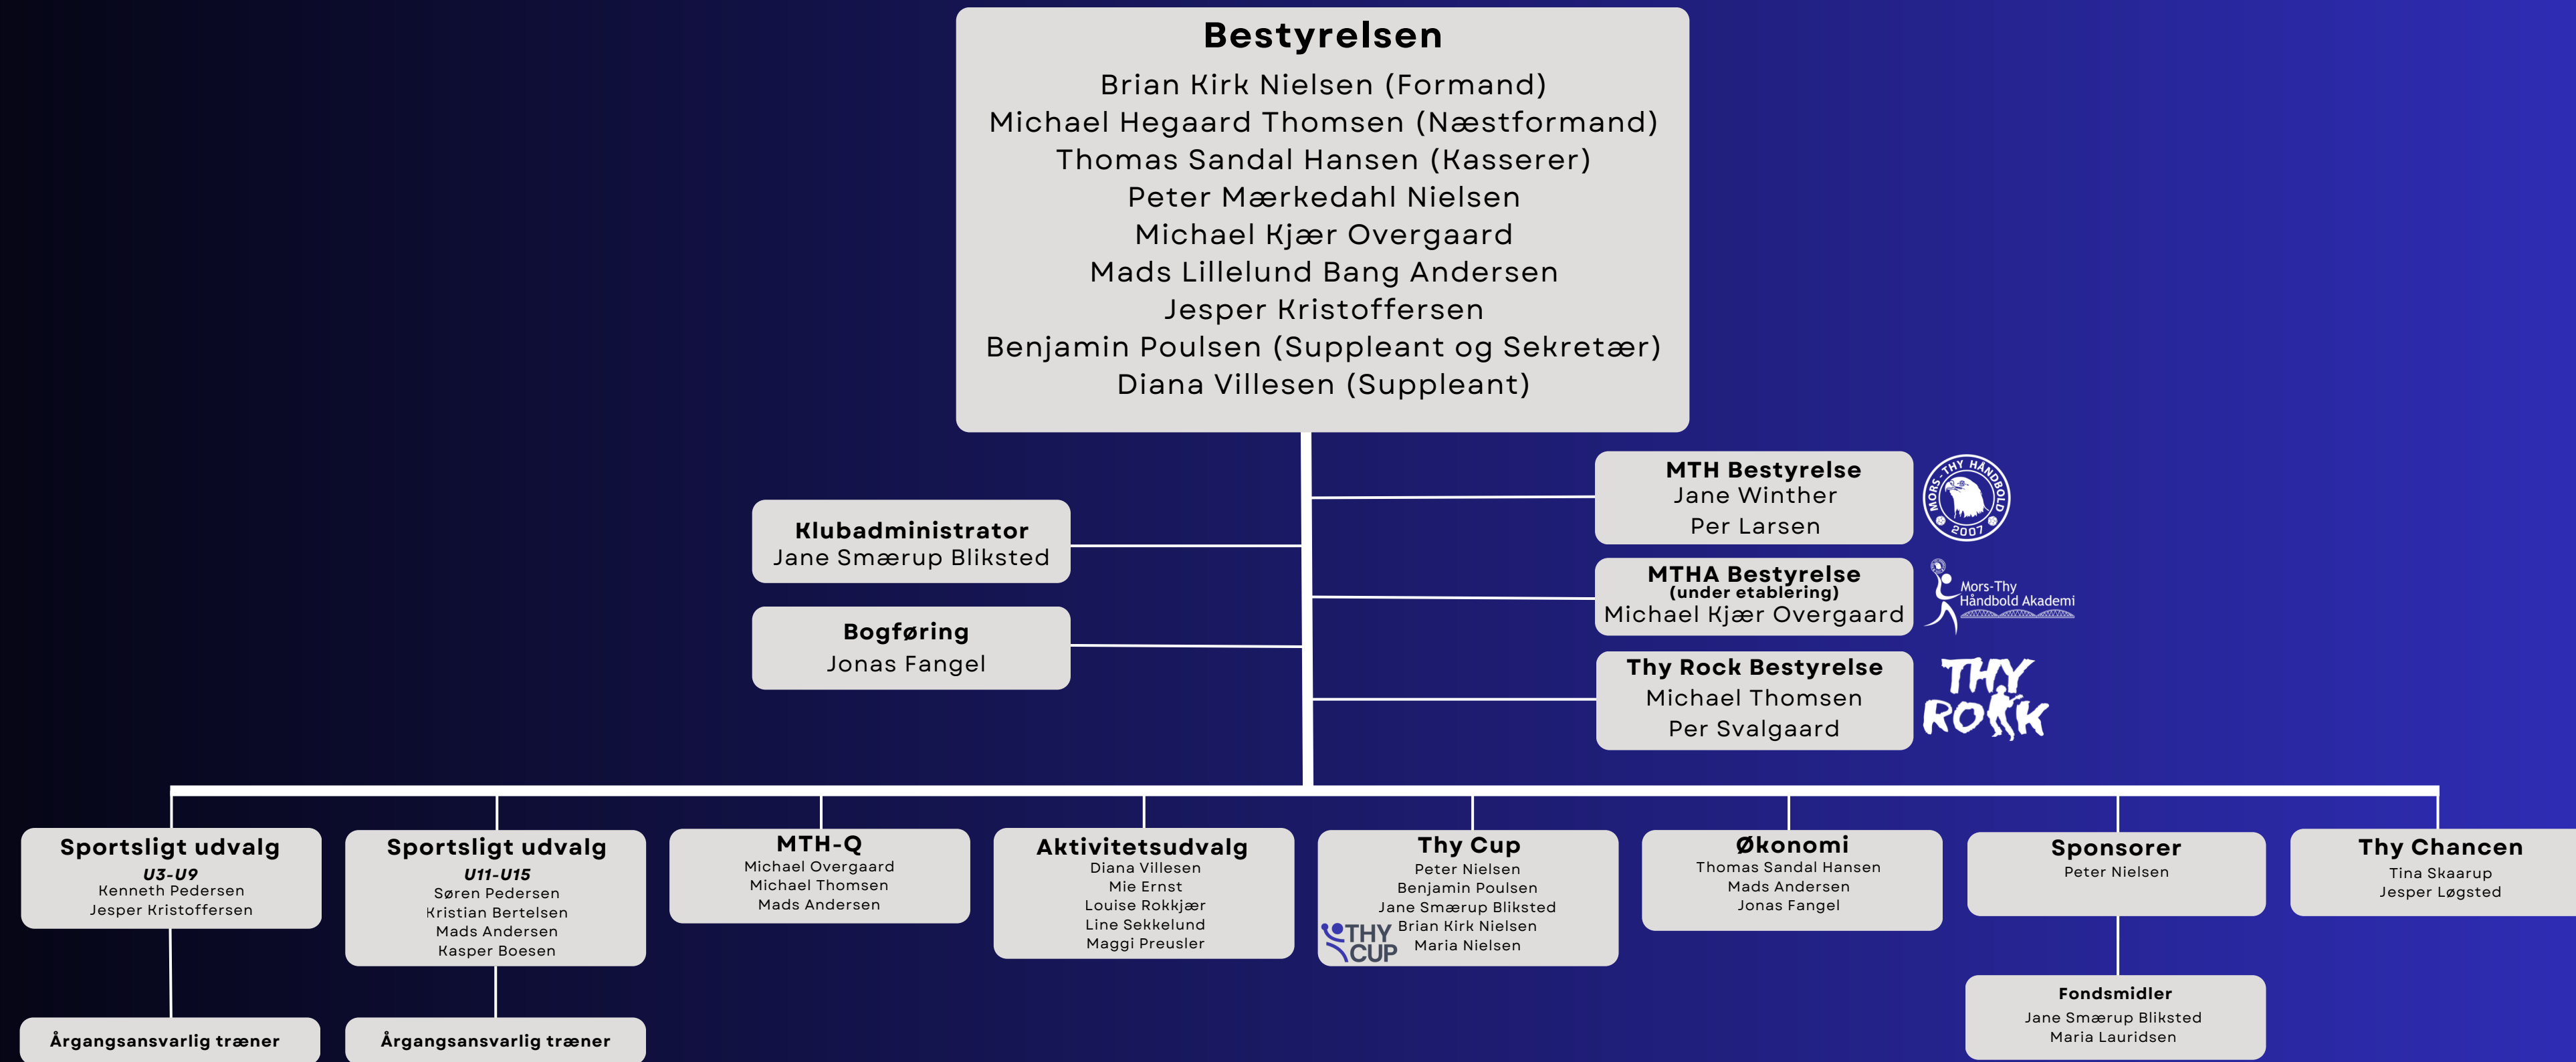 Bestyrelsen
Brian Kirk Nielsen (Formand)
Michael Hegaard Thomsen (Næstformand)
Thomas Sandal Hansen (Kasserer)
Peter Mærkedahl Nielsen
Michael Kjær Overgaard
Mads Lillelund Bang Andersen
Jesper Kristoffersen
Benjamin Poulsen (Suppleant og Sekretær)
Diana Villesen (Suppleant)
Klubadministrator
Jane Smærup Bliksted
Bogføring
Jonas Fangel
MTH Bestyrelse
Jane Winther
Per Larsen
MORS-THY HÅNDBOLD
2007
MTHA Bestyrelse
(under etablering)
Michael Kjær Overgaard
Mors-Thy
Håndbold Akademi
Thy Rock Bestyrelse
Michael Thomsen
Per Svalgaard
THY
ROCK
Sportsligt udvalg
U3-U9
Kenneth Pedersen
Jesper Kristoffersen
Årgangsansvarlig træner
Sportsligt udvalg
U11-U15
Søren Pedersen
Kristian Bertelsen
Mads Andersen
Kasper Boesen
Årgangsansvarlig træner
MTH-Q
Michael Overgaard
Michael Thomsen
Mads Andersen
Aktivitetsudvalg
Diana Villesen
Mie Ernst
Louise Rokkjær
Line Sekkelund
Maggi Preusler
Thy Cup
Peter Nielsen
Benjamin Poulsen
Jane Smærup Bliksted
Brian Kirk Nielsen
Maria Nielsen
THY
CUP
Økonomi
Thomas Sandal Hansen
Mads Andersen
Jonas Fangel
Sponsorer
Peter Nielsen
Fondsmidler
Jane Smærup Bliksted
Maria Lauridsen
Thy Chancen
Tina Skaarup
Jesper Løgsted